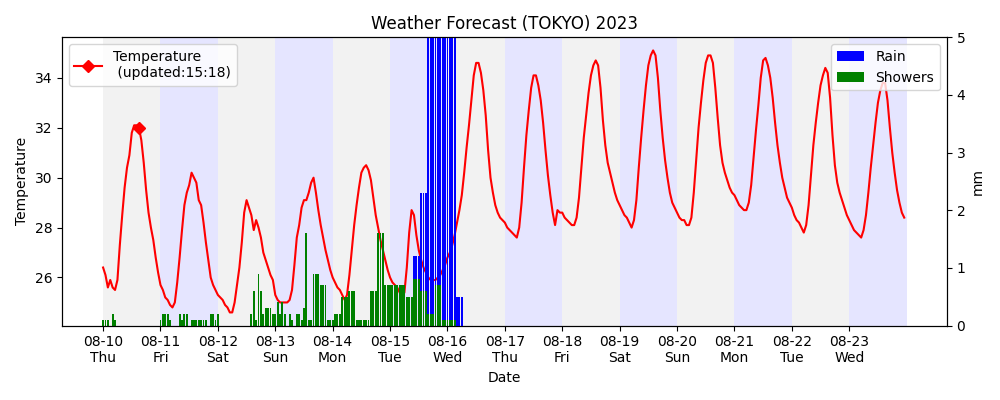 Weather Forecast (TOKYO) 2023
Temperature
(updated:15:18)
Rain
Showers
Temperature
34
32
30
28
26
5
4
3
2
1
0
mm
08-10 08-11 08-12 08-13 08-14 08-15 08-16 08-17 08-18 08-19 08-20 08-21 08-22 08-23
Thu Fri Sat Sun Mon Tue Wed Thu Fri Sat Sun Mon Tue Wed
Date